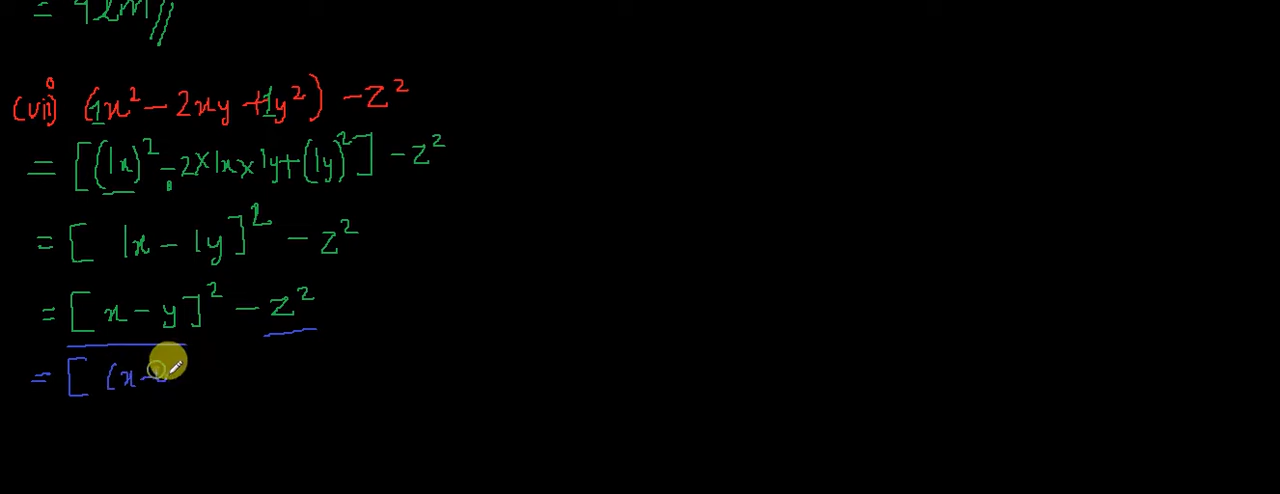 (vii) (1x² - 2xy + 1y²) - z²
= [(1x)² - 2×1x×1y+(1y)²] - z²
= [ 1x - 1y]² - z²
= [ x - y]² - z²
= [ (x -